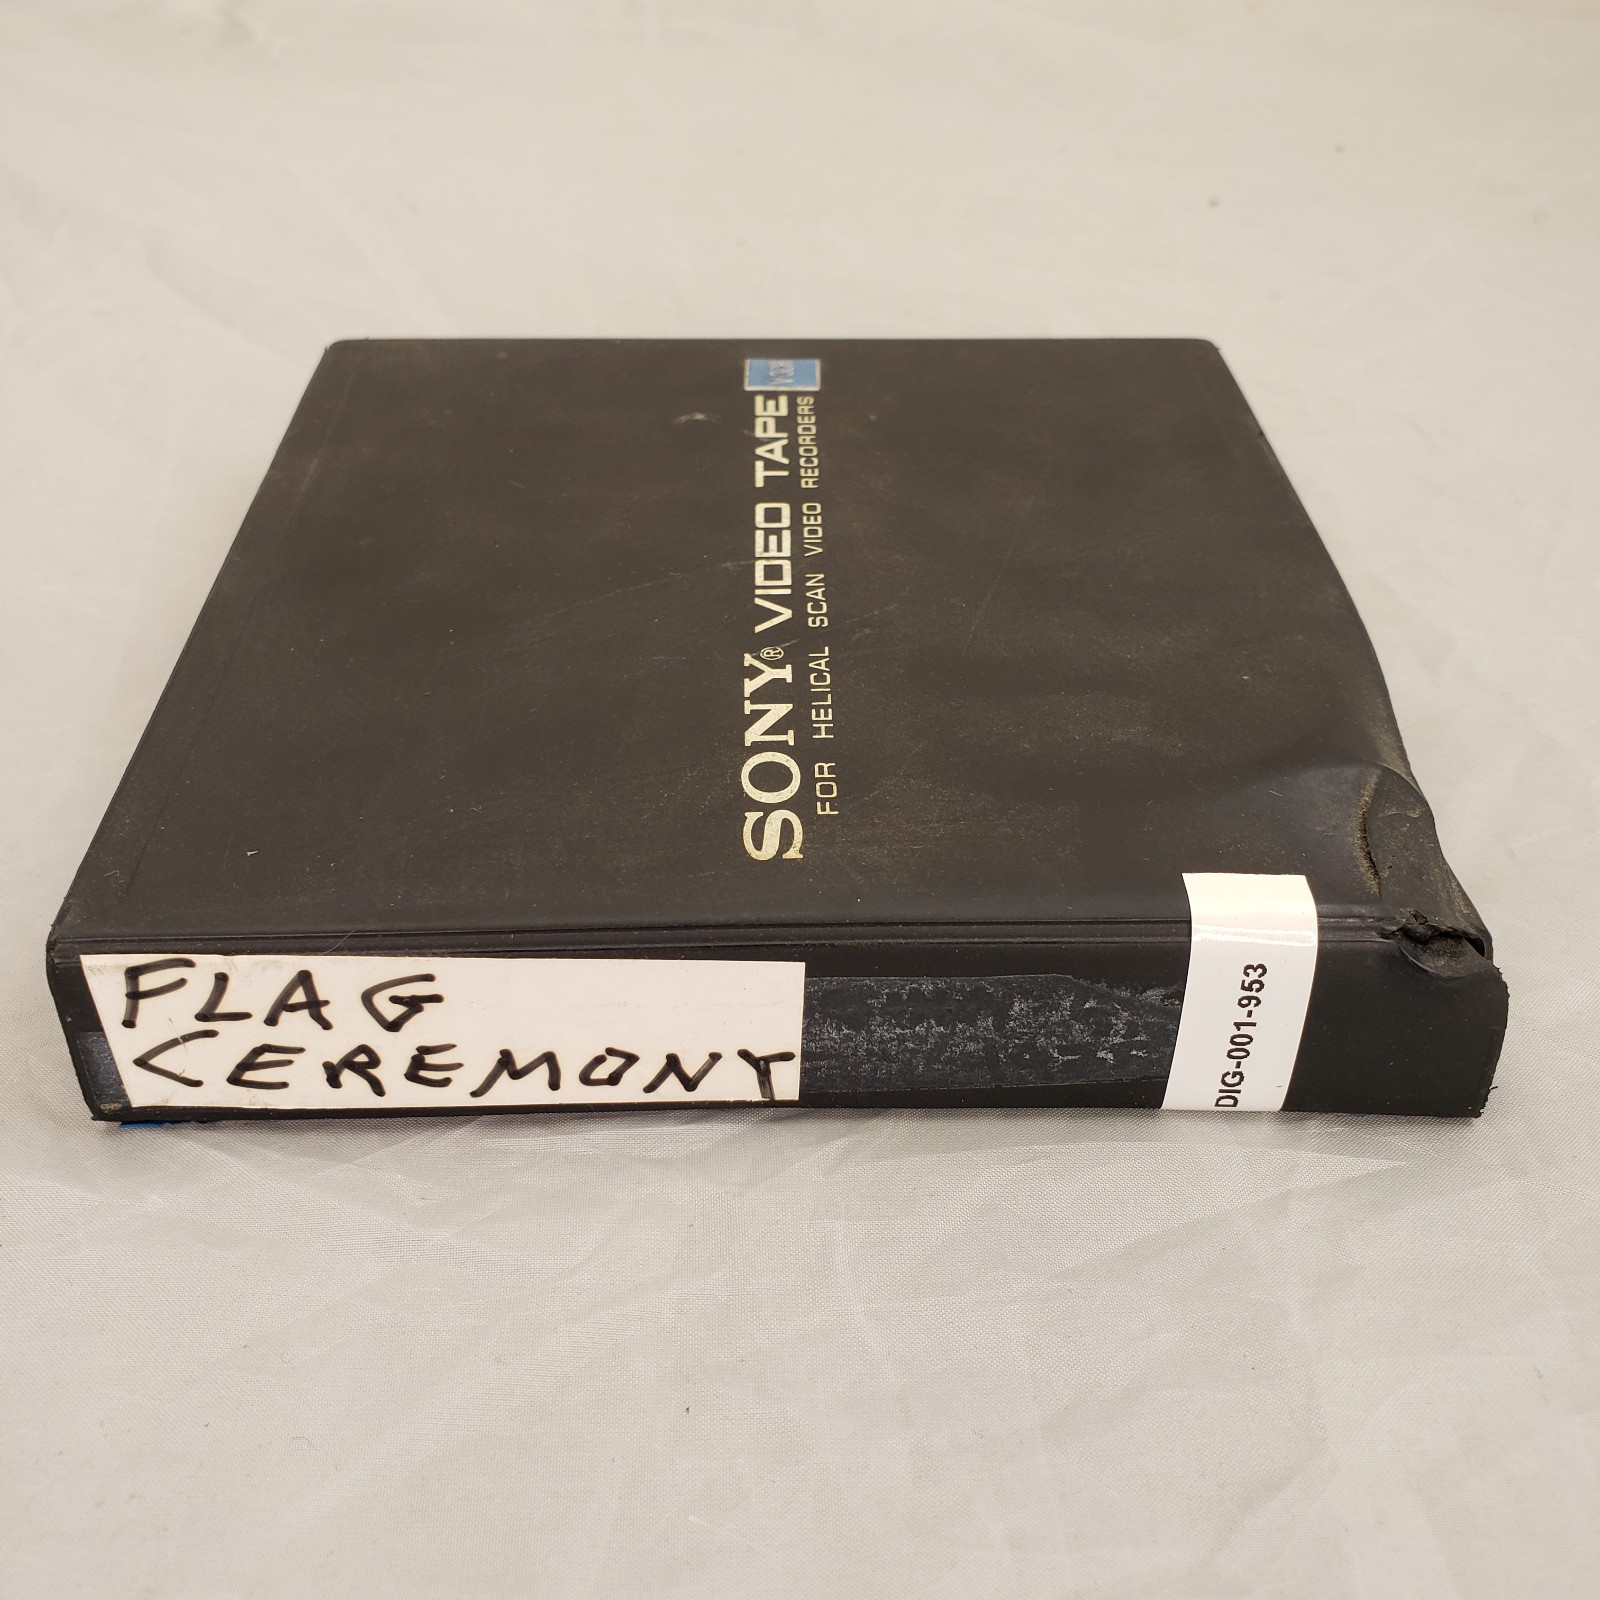 SONY® VIDEO TAPE
FOR HELICAL SCAN VIDEO RECORDERS
FLAG
CEREMONY
DIG-001-953